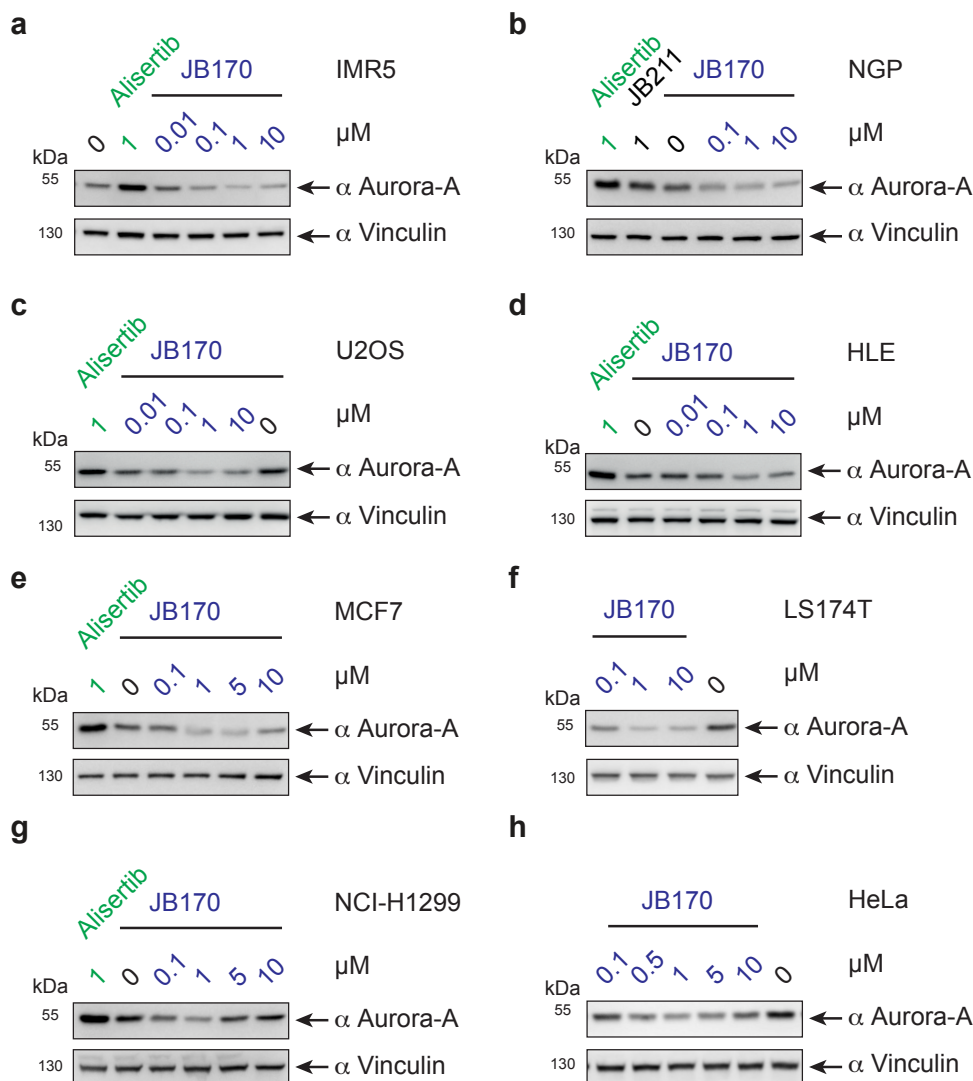 a
Alisertib JB170 IMR5
0 1 0.01 0.1 1 10 µM
kDa
55 α Aurora-A
130 α Vinculin
b
Alisertib JB211 JB170 NGP
1 1 0 0.1 1 10 µM
kDa
55 α Aurora-A
130 α Vinculin
c
Alisertib JB170 U2OS
1 0.01 0.1 1 10 0 µM
kDa
55 α Aurora-A
130 α Vinculin
d
Alisertib JB170 HLE
1 0 0.01 0.1 1 10 µM
kDa
55 α Aurora-A
130 α Vinculin
e
Alisertib JB170 MCF7
1 0 0.1 1 5 10 µM
kDa
55 α Aurora-A
130 α Vinculin
f
JB170 LS174T
0.1 1 10 0 µM
kDa
55 α Aurora-A
130 α Vinculin
g
Alisertib JB170 NCI-H1299
1 0 0.1 1 5 10 µM
kDa
55 α Aurora-A
130 α Vinculin
h
JB170 HeLa
0.1 0.5 1 5 10 0 µM
kDa
55 α Aurora-A
130 α Vinculin